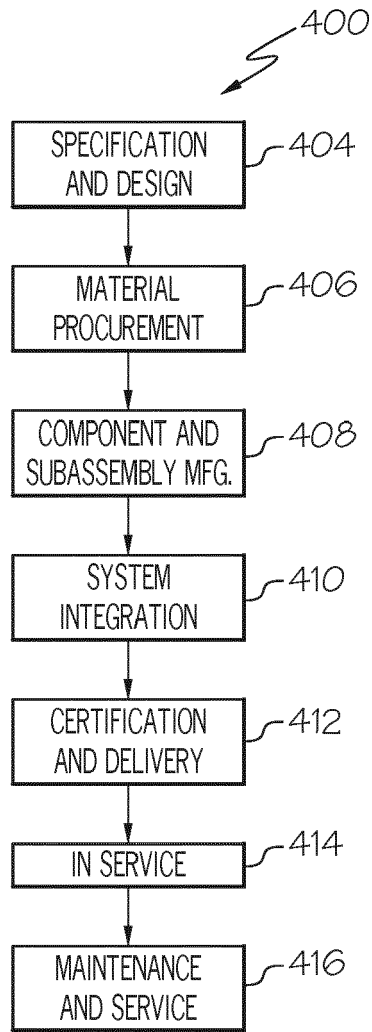 400
SPECIFICATION
AND DESIGN
404
MATERIAL
PROCUREMENT
406
COMPONENT AND
SUBASSEMBLY MFG.
408
SYSTEM
INTEGRATION
410
CERTIFICATION
AND DELIVERY
412
IN SERVICE
414
MAINTENANCE
AND SERVICE
416